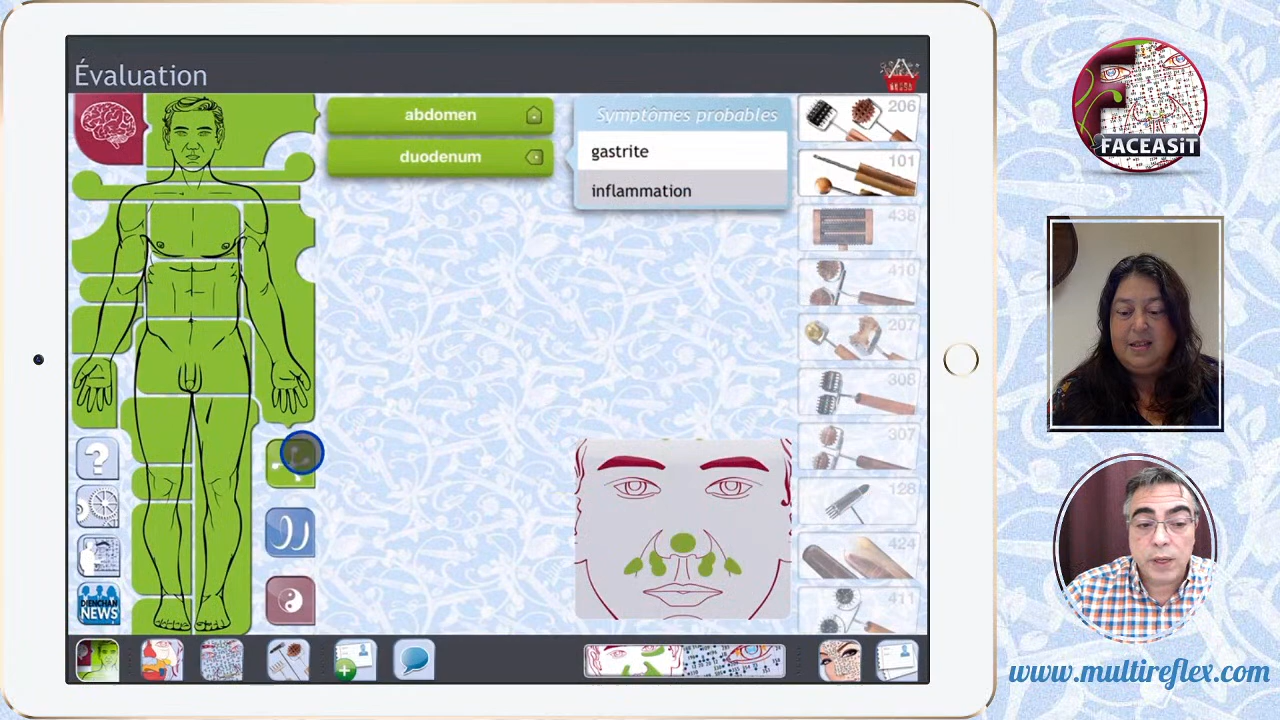 Évaluation
abdomen
duodenum
Symptômes probables
gastrite
inflammation
206
101
438
410
207
308
307
128
424
411
?
DIENCHAN
NEWS
FACEASiT
www.multireflex.com